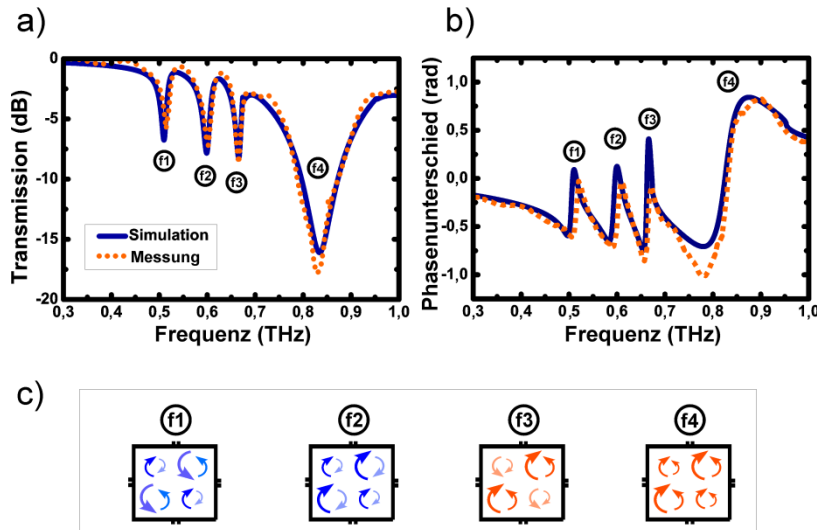 a)
Transmission (dB)
0
-5
-10
-15
-20
f1
f2
f3
f4
Simulation
Messung
0,3 0,4 0,5 0,6 0,7 0,8 0,9 1,0
Frequenz (THz)
b)
Phasenunterschied (rad)
1,0
0,5
0,0
-0,5
-1,0
f1
f2
f3
f4
0,3 0,4 0,5 0,6 0,7 0,8 0,9 1,0
Frequenz (THz)
c)
f1 f2 f3 f4